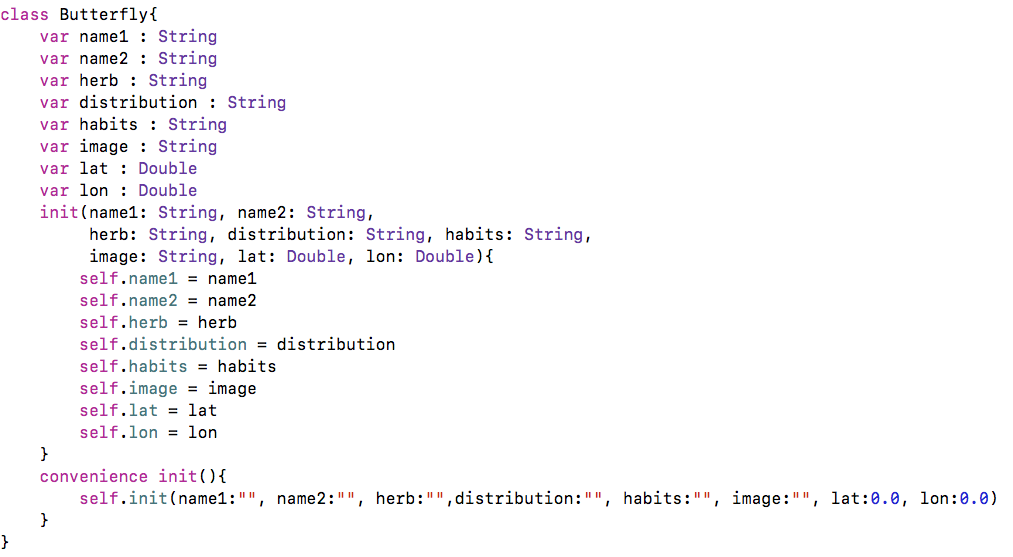 class Butterfly{
    var name1 : String
    var name2 : String
    var herb : String
    var distribution : String
    var habits : String
    var image : String
    var lat : Double
    var lon : Double
    init(name1: String, name2: String,
         herb: String, distribution: String, habits: String,
         image: String, lat: Double, lon: Double){
        self.name1 = name1
        self.name2 = name2
        self.herb = herb
        self.distribution = distribution
        self.habits = habits
        self.image = image
        self.lat = lat
        self.lon = lon
    }
    convenience init(){
        self.init(name1:"", name2:"", herb:"",distribution:"", habits:"", image:"", lat:0.0, lon:0.0)
    }
}